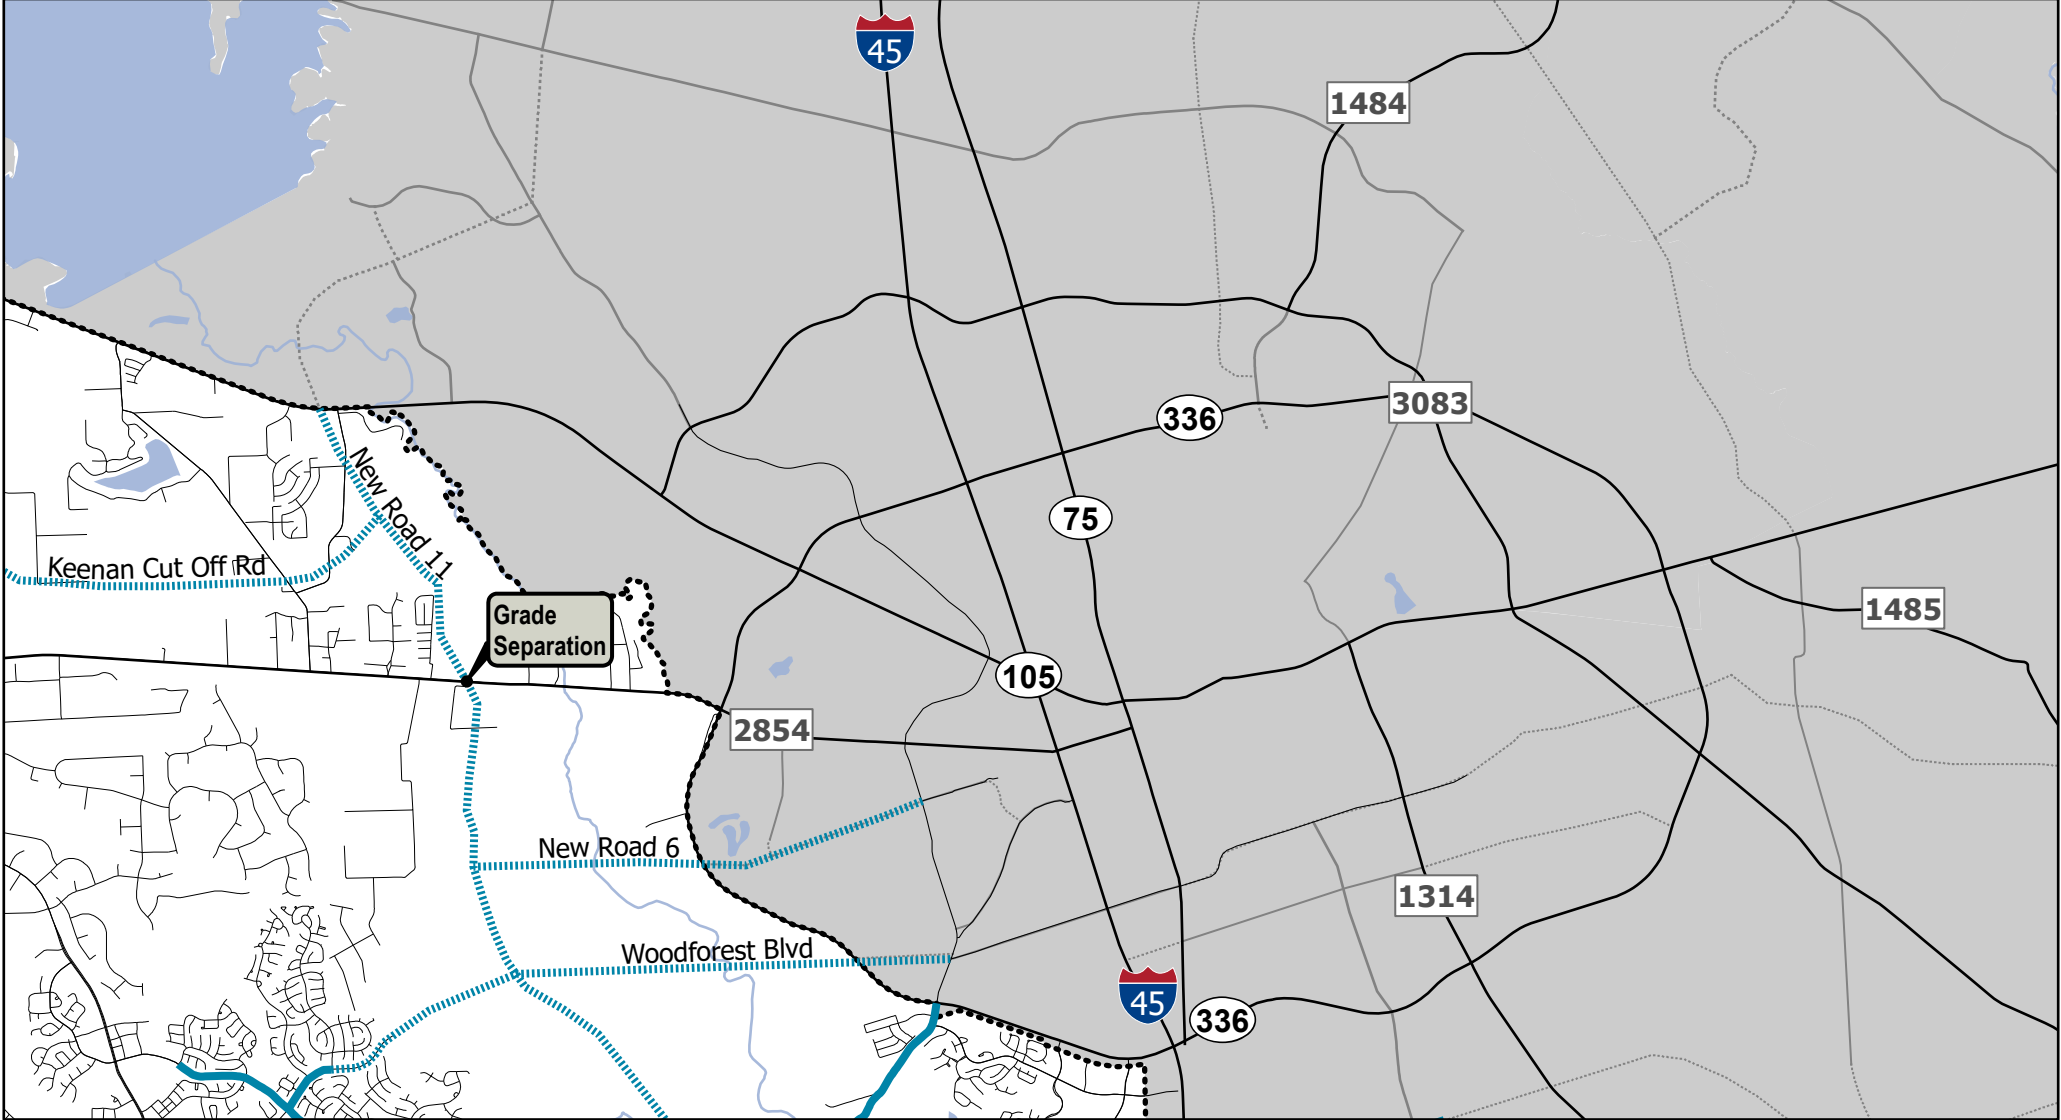 45
1484
336
3083
New Road 11
75
Keenan Cut Off Rd
Grade
Separation
1485
105
2854
New Road 6
1314
Woodforest Blvd
45
336